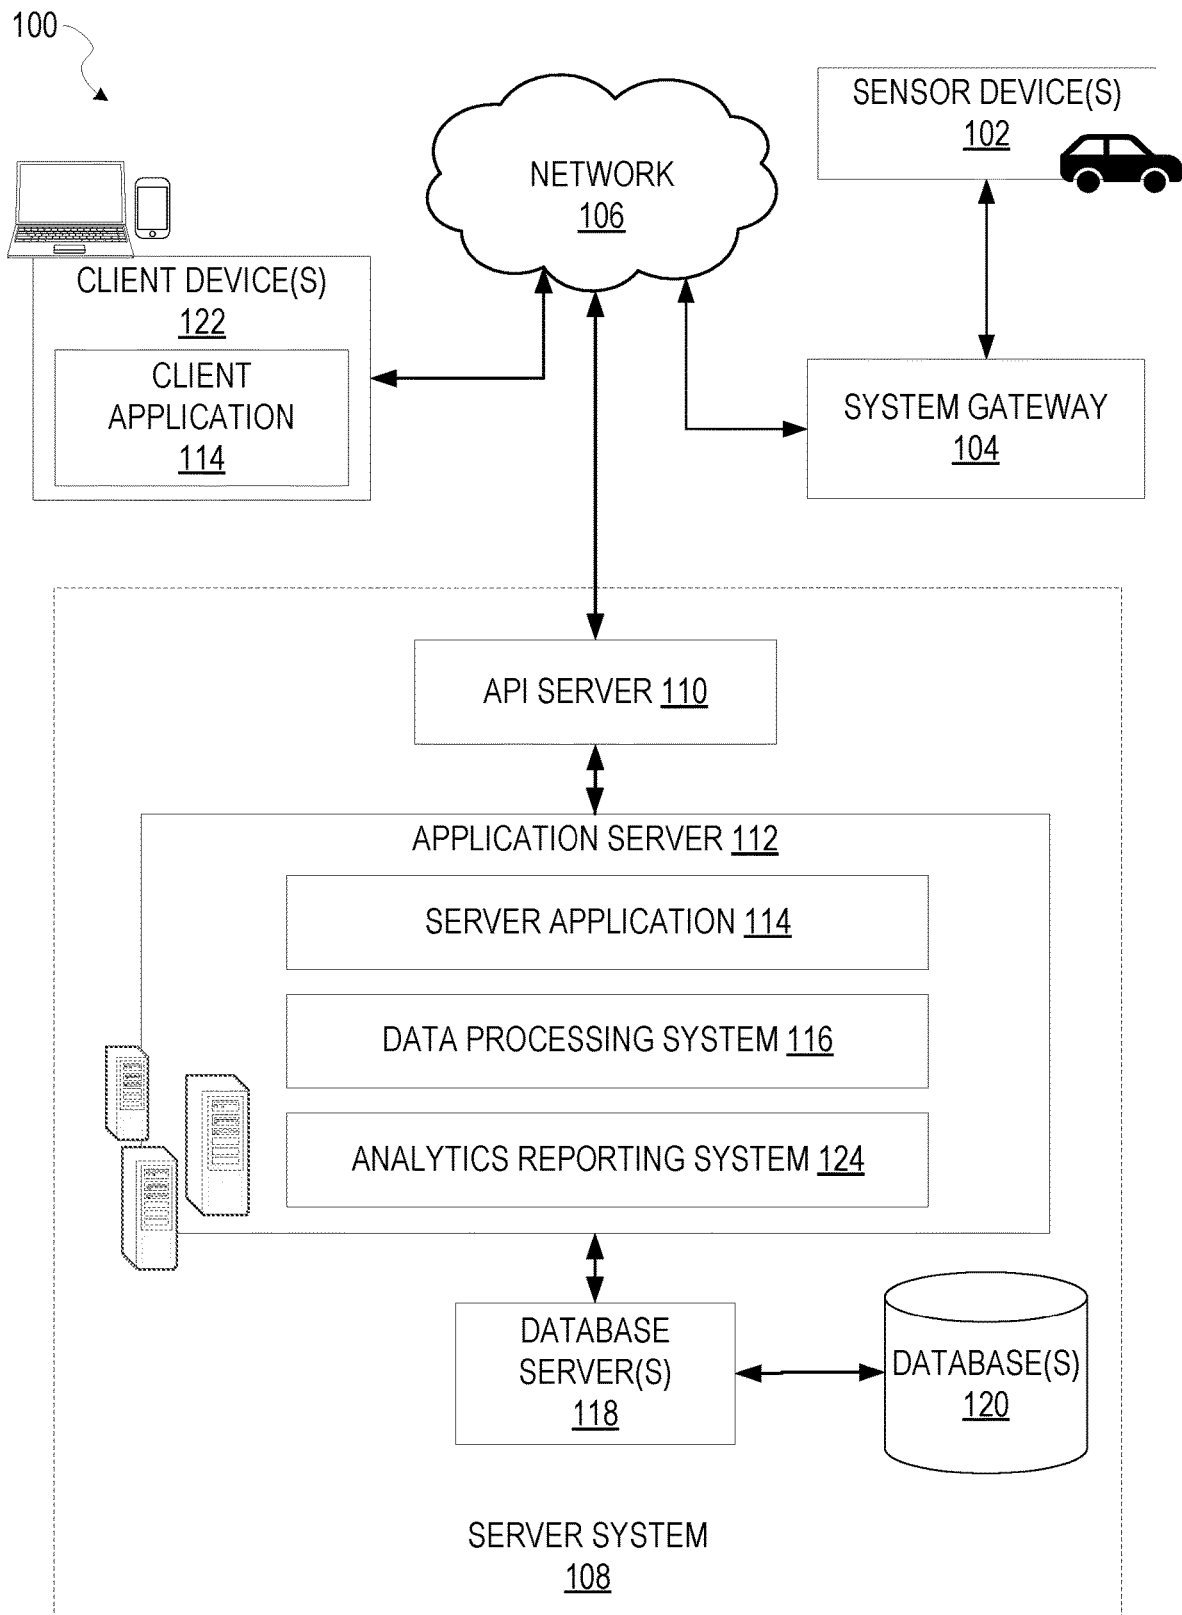 100
SENSOR DEVICE(S)
102
NETWORK
106
CLIENT DEVICE(S)
122
CLIENT
APPLICATION
114
SYSTEM GATEWAY
104
API SERVER 110
APPLICATION SERVER 112
SERVER APPLICATION 114
DATA PROCESSING SYSTEM 116
ANALYTICS REPORTING SYSTEM 124
DATABASE
SERVER(S)
118
DATABASE(S)
120
SERVER SYSTEM
108